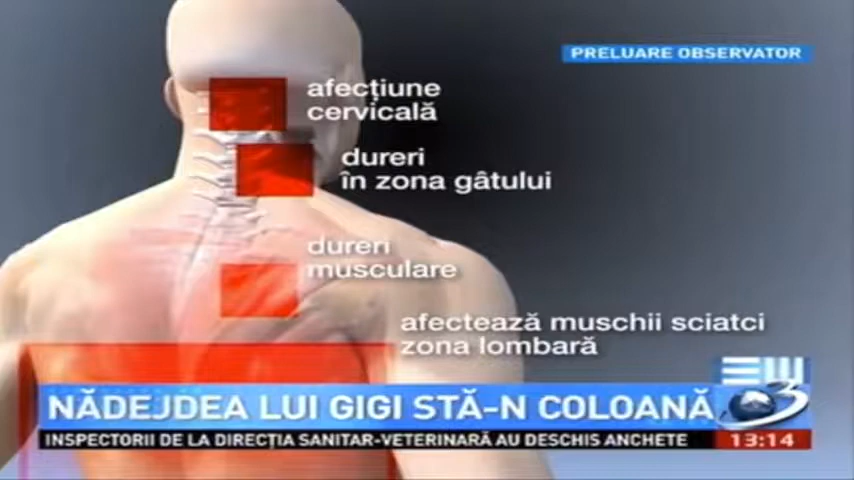 PRELUARE OBSERVATOR
afecțiune
cervicală
dureri
în zona gâtului
dureri
musculare
afectează muschii sciatci
zona lombară
NĂDEJDEA LUI GIGI STĂ-N COLOANĂ
3
INSPECTORII DE LA DIRECȚIA SANITAR-VETERINARĂ AU DESCHIS ANCHETE
13:14